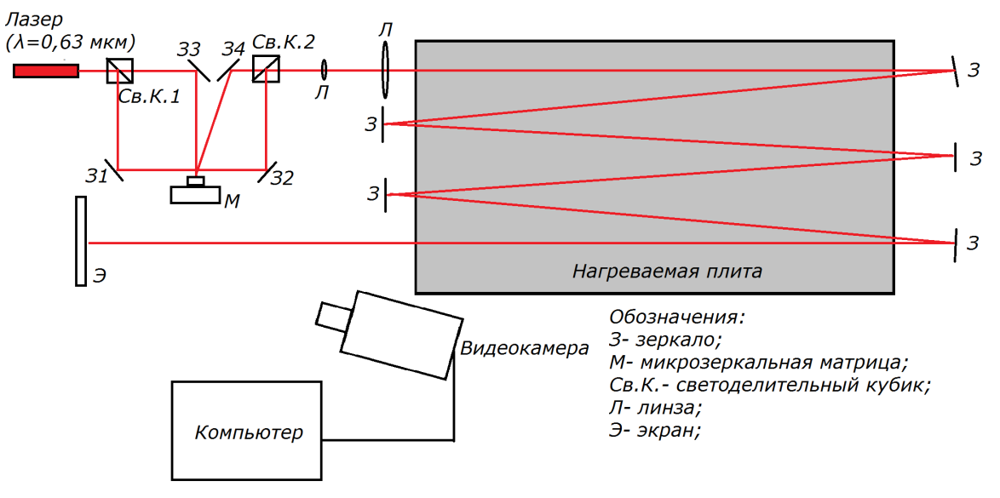 Лазер
(λ=0,63 мкм)
З3
З4
Св.К.2
Л
Св.К.1
Л
З
З
З
З1
З2
М
З
З
Э
Нагреваемая плита
Видеокамера
Компьютер
Обозначения:
З- зеркало;
М- микрозеркальная матрица;
Св.К.- светоделительный кубик;
Л- линза;
Э- экран;